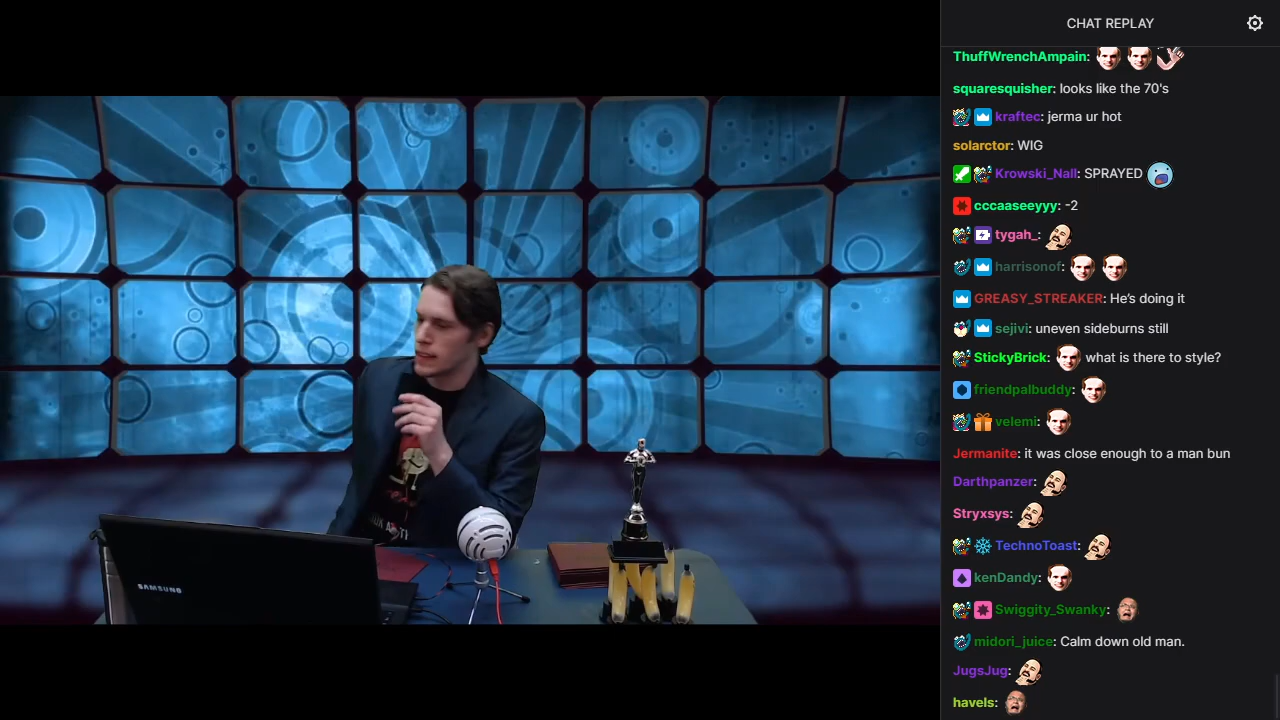 CHAT REPLAY
ThuffWrenchAmpain:
squaresquisher: looks like the 70's
kraftec: jerma ur hot
solarctor: WIG
Krowski_Nall: SPRAYED
cccaaseeyyy: -2
tygah_:
harrisonof:
GREASY_STREAKER: He's doing it
sejivi: uneven sideburns still
StickyBrick: what is there to style?
friendpalbuddy:
velemi:
Jermanite: it was close enough to a man bun
Darthpanzer:
Stryxsys:
TechnoToast:
kenDandy:
Swiggity_Swanky:
midori_juice: Calm down old man.
JugsJug:
havels:
SAMSUNG